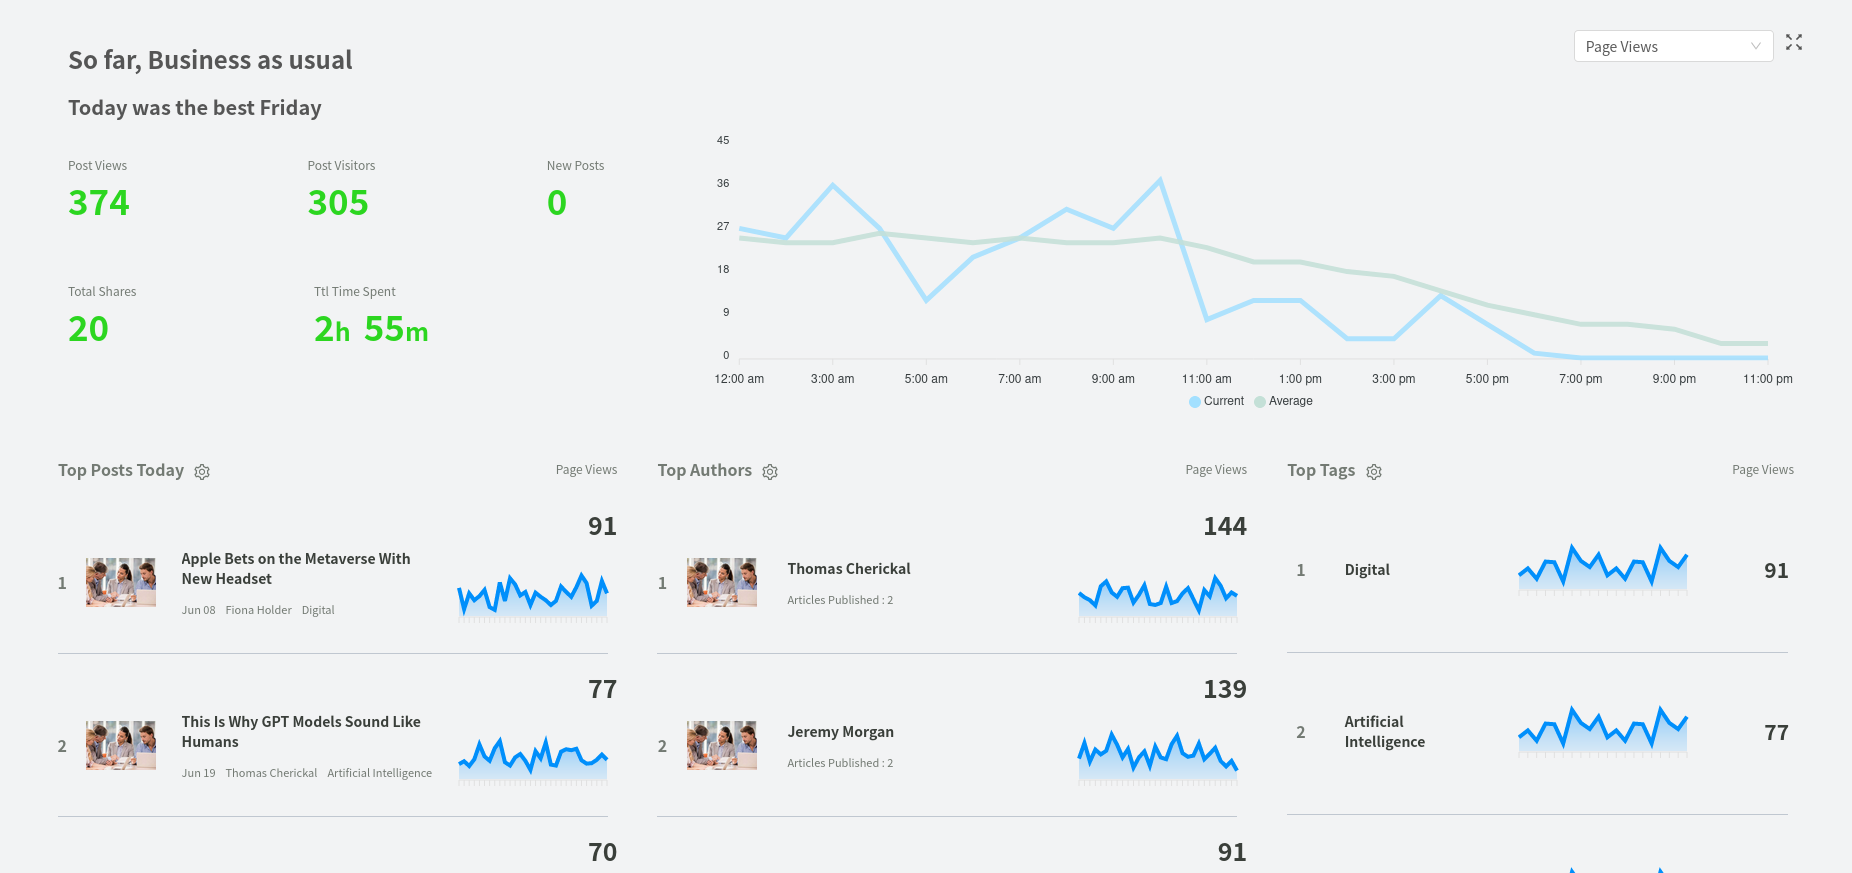 So far, Business as usual
Page Views
Today was the best Friday
Post Views
Post Visitors
New Posts
374
305
0
Total Shares
Ttl Time Spent
20
2h 55m
45
36
27
18
9
0
12:00 am 3:00 am 5:00 am 7:00 am 9:00 am 11:00 am 1:00 pm 3:00 pm 5:00 pm 7:00 pm 9:00 pm 11:00 pm
Current Average
Top Posts Today Page Views
91
1
Apple Bets on the Metaverse With
New Headset
Jun 08 Fiona Holder Digital
77
2
This Is Why GPT Models Sound Like
Humans
Jun 19 Thomas Cherickal Artificial Intelligence
70
Top Authors Page Views
144
1
Thomas Cherickal
Articles Published : 2
139
2
Jeremy Morgan
Articles Published : 2
91
Top Tags Page Views
1 Digital 91
2
Artificial
Intelligence
77